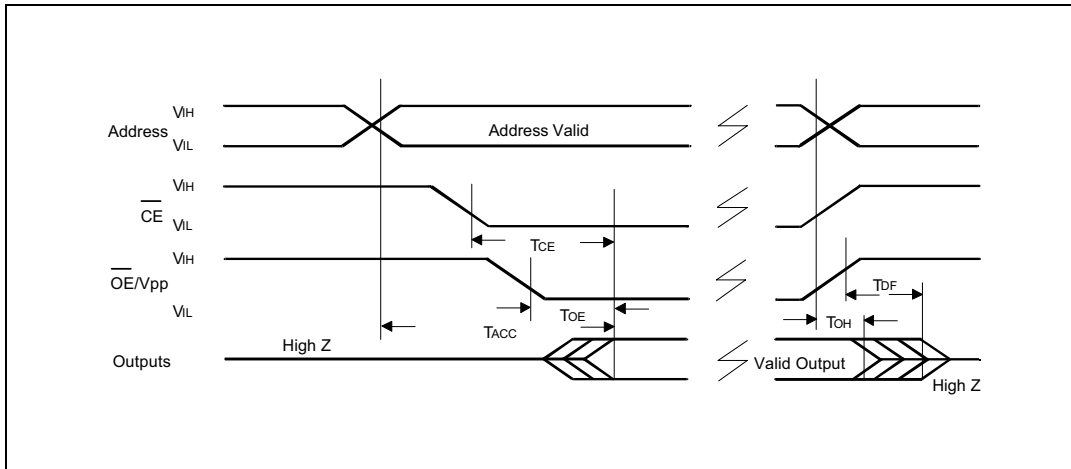 VIH
Address
Address Valid
VIL
VIH
CE
VIL
TCE
VIH
OE/Vpp
TDF
VIL
TOE
TOH
TACC
High Z
Outputs
Valid Output
High Z